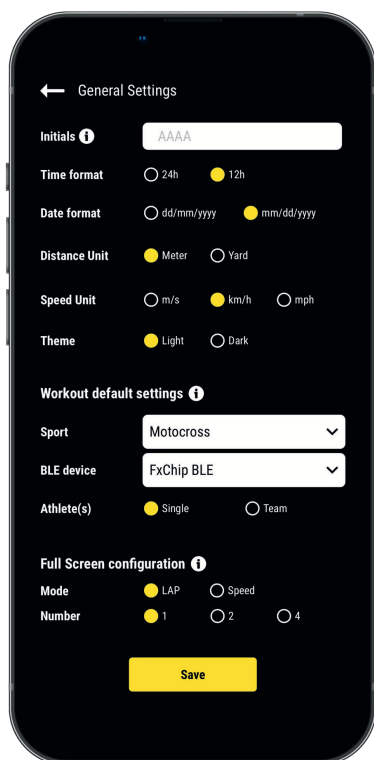 General Settings
Initials i AAAA
Time format 24h 12h
Date format dd/mm/yyyy mm/dd/yyyy
Distance Unit Meter Yard
Speed Unit m/s km/h mph
Theme Light Dark
Workout default settings i
Sport Motocross
BLE device FxChip BLE
Athlete(s) Single Team
Full Screen configuration i
Mode LAP Speed
Number 1 2 4
Save